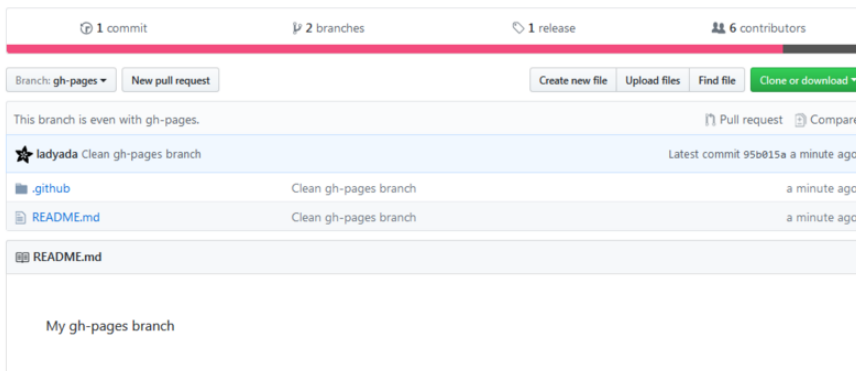 1 commit 2 branches 1 release 6 contributors
Branch: gh-pages New pull request Create new file Upload files Find file Clone or download
This branch is even with gh-pages. Pull request Compare
ladyada Clean gh-pages branch Latest commit 95b015a a minute ago
.github Clean gh-pages branch a minute ago
README.md Clean gh-pages branch a minute ago
README.md
My gh-pages branch